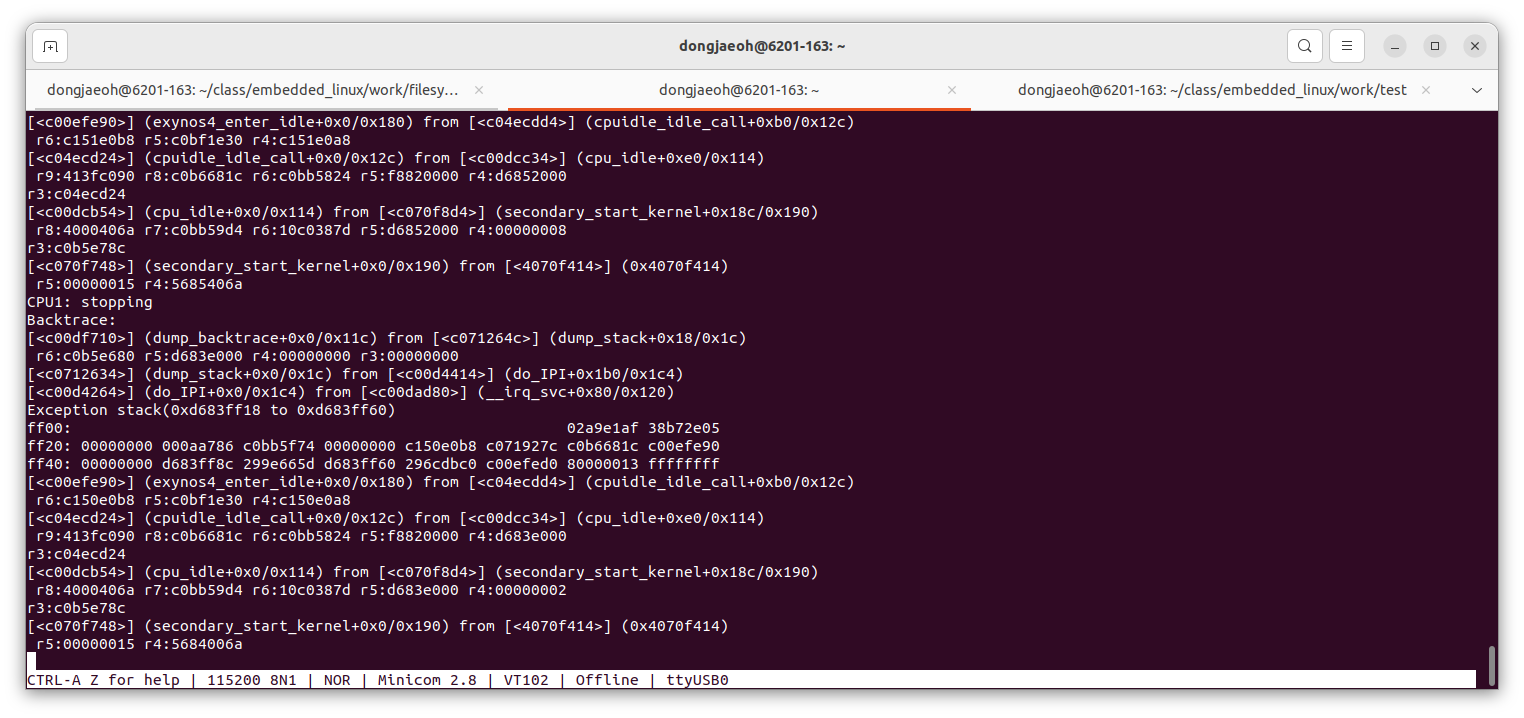 dongjaeoh@6201-163: ~
dongjaeoh@6201-163: ~/class/embedded_linux/work/filesy...
dongjaeoh@6201-163: ~
dongjaeoh@6201-163: ~/class/embedded_linux/work/test
[<c00efe90>] (exynos4_enter_idle+0x0/0x180) from [<c04ecdd4>] (cpuidle_idle_call+0xb0/0x12c)
 r6:c151e0b8 r5:c0bf1e30 r4:c151e0a8
[<c04ecd24>] (cpuidle_idle_call+0x0/0x12c) from [<c00dcc34>] (cpu_idle+0xe0/0x114)
 r9:413fc090 r8:c0b6681c r6:c0bb5824 r5:f8820000 r4:d6852000
r3:c04ecd24
[<c00dcb54>] (cpu_idle+0x0/0x114) from [<c070f8d4>] (secondary_start_kernel+0x18c/0x190)
 r8:4000406a r7:c0bb59d4 r6:10c0387d r5:d6852000 r4:00000008
r3:c0b5e78c
[<c070f748>] (secondary_start_kernel+0x0/0x190) from [<4070f414>] (0x4070f414)
 r5:00000015 r4:5685406a
CPU1: stopping
Backtrace:
[<c00df710>] (dump_backtrace+0x0/0x11c) from [<c071264c>] (dump_stack+0x18/0x1c)
 r6:c0b5e680 r5:d683e000 r4:00000000 r3:00000000
[<c0712634>] (dump_stack+0x0/0x1c) from [<c00d4414>] (do_IPI+0x1b0/0x1c4)
[<c00d4264>] (do_IPI+0x0/0x1c4) from [<c00dad80>] (__irq_svc+0x80/0x120)
Exception stack(0xd683ff18 to 0xd683ff60)
ff00:                                                       02a9e1af 38b72e05
ff20: 00000000 000aa786 c0bb5f74 00000000 c150e0b8 c071927c c0b6681c c00efe90
ff40: 00000000 d683ff8c 299e665d d683ff60 296cdbc0 c00efed0 80000013 ffffffff
[<c00efe90>] (exynos4_enter_idle+0x0/0x180) from [<c04ecdd4>] (cpuidle_idle_call+0xb0/0x12c)
 r6:c150e0b8 r5:c0bf1e30 r4:c150e0a8
[<c04ecd24>] (cpuidle_idle_call+0x0/0x12c) from [<c00dcc34>] (cpu_idle+0xe0/0x114)
 r9:413fc090 r8:c0b6681c r6:c0bb5824 r5:f8820000 r4:d683e000
r3:c04ecd24
[<c00dcb54>] (cpu_idle+0x0/0x114) from [<c070f8d4>] (secondary_start_kernel+0x18c/0x190)
 r8:4000406a r7:c0bb59d4 r6:10c0387d r5:d683e000 r4:00000002
r3:c0b5e78c
[<c070f748>] (secondary_start_kernel+0x0/0x190) from [<4070f414>] (0x4070f414)
 r5:00000015 r4:5684006a
CTRL-A Z for help | 115200 8N1 | NOR | Minicom 2.8 | VT102 | Offline | ttyUSB0